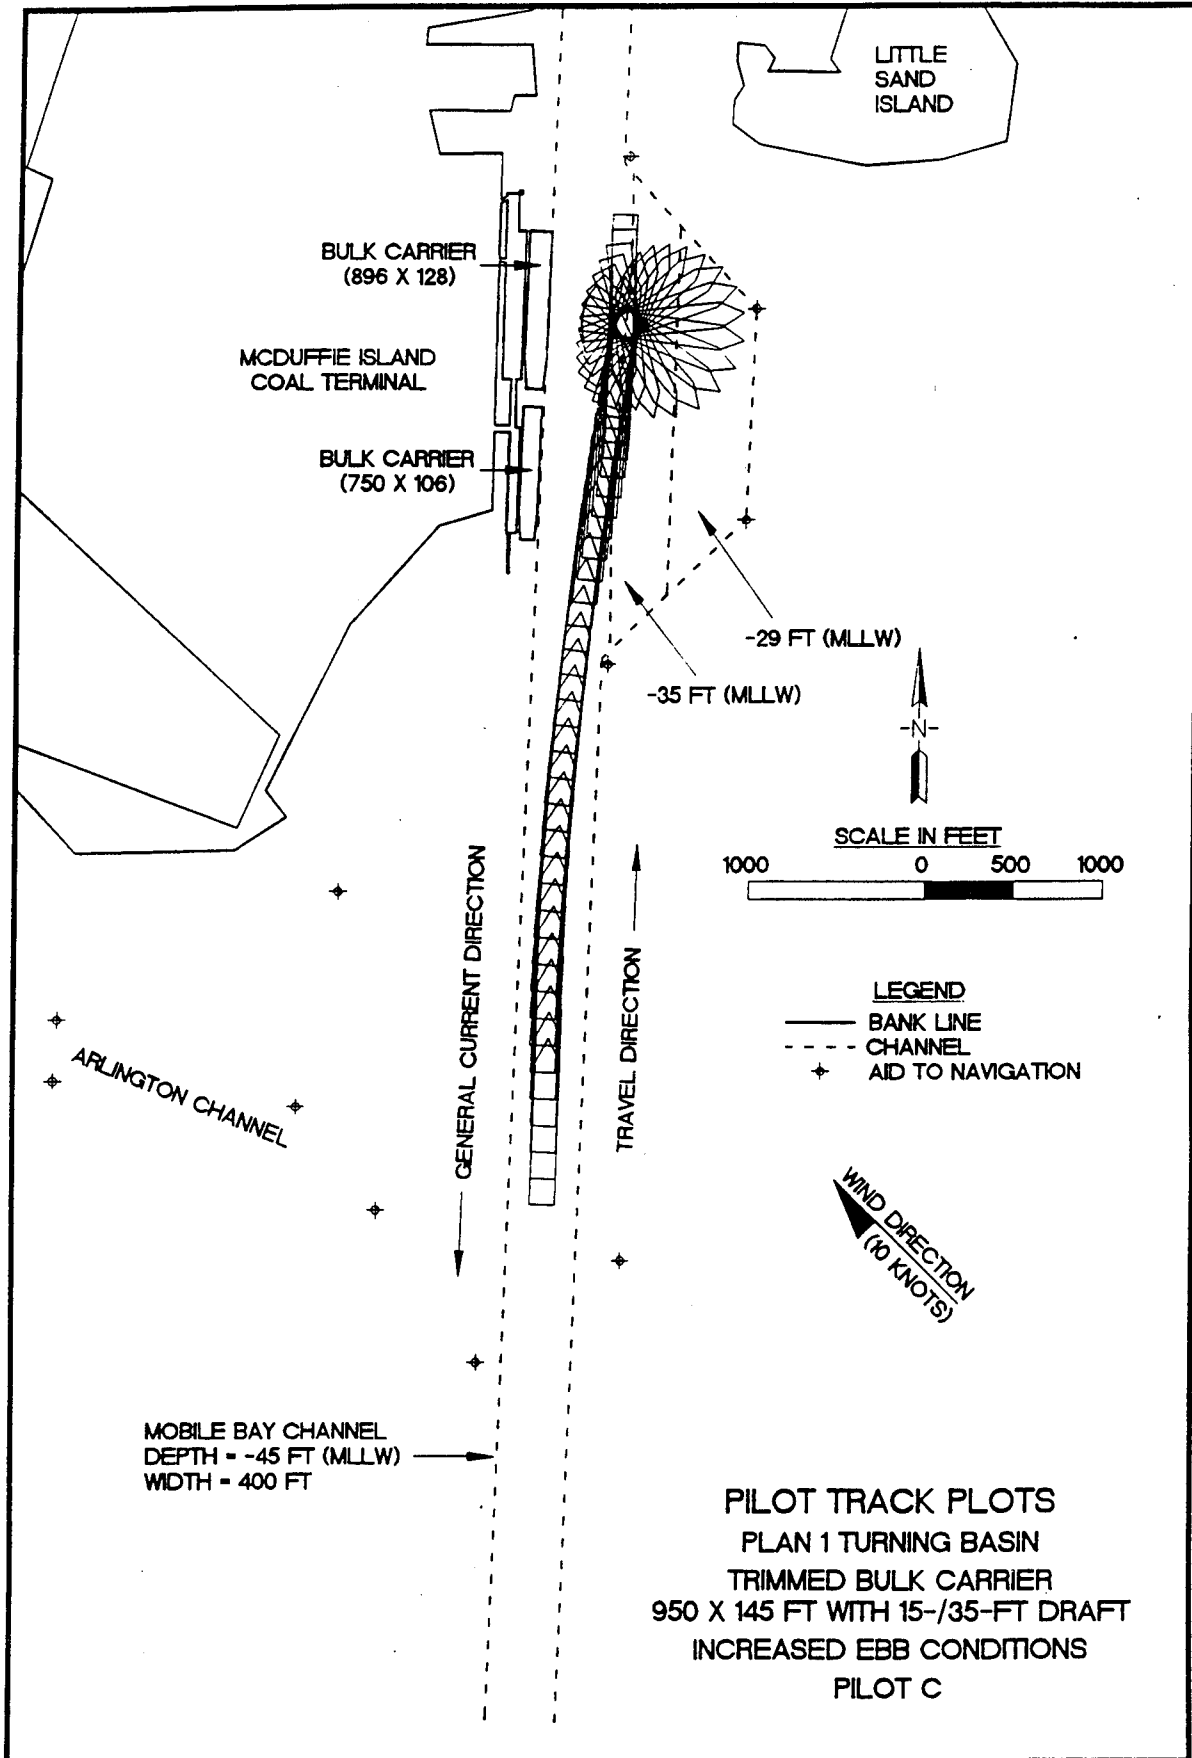 LITTLE
SAND
ISLAND
BULK CARRIER
(896 X 128)
MCDUFFIE ISLAND
COAL TERMINAL
BULK CARRIER
(750 X 106)
-29 FT (MLLW)
-35 FT (MLLW)
-N-
SCALE IN FEET
1000 0 500 1000
GENERAL CURRENT DIRECTION
TRAVEL DIRECTION
LEGEND
BANK LINE
CHANNEL
AID TO NAVIGATION
ARLINGTON CHANNEL
WIND DIRECTION
(10 KNOTS)
MOBILE BAY CHANNEL
DEPTH = -45 FT (MLLW)
WIDTH = 400 FT
PILOT TRACK PLOTS
PLAN 1 TURNING BASIN
TRIMMED BULK CARRIER
950 X 145 FT WITH 15-/35-FT DRAFT
INCREASED EBB CONDITIONS
PILOT C